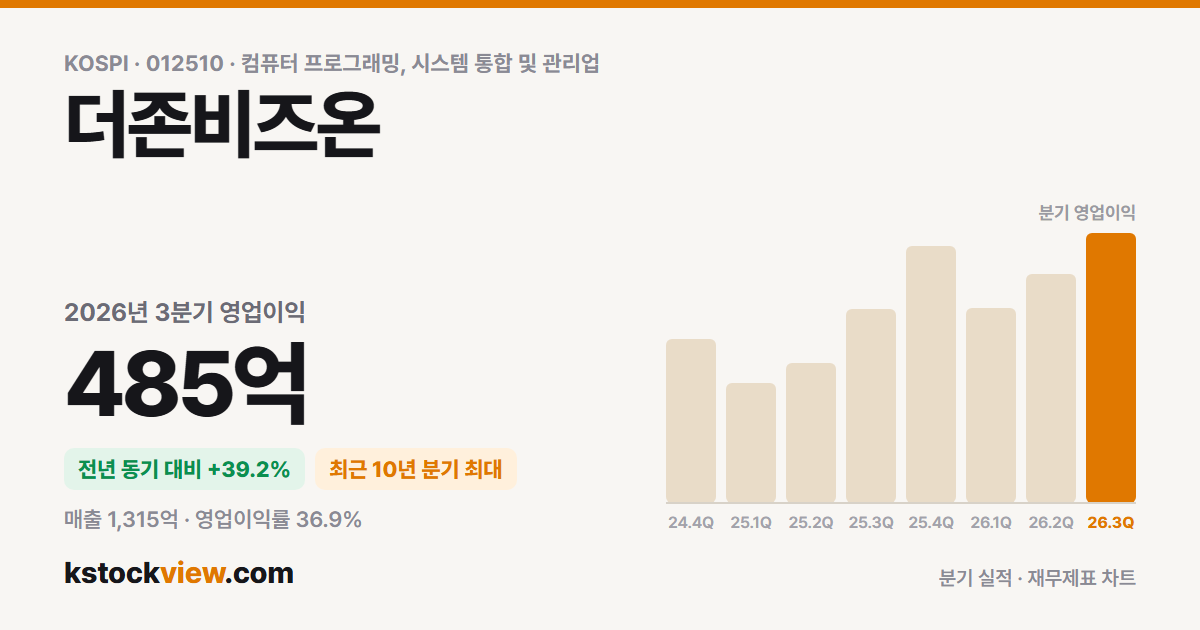 KOSPI · 012510 · 컴퓨터 프로그래밍, 시스템 통합 및 관리업
더존비즈온
분기 영업이익
2026년 3분기 영업이익
485억
전년 동기 대비 +39.2%
최근 10년 분기 최대
매출 1,315억 · 영업이익률 36.9%
24.4Q 25.1Q 25.2Q 25.3Q 25.4Q 26.1Q 26.2Q 26.3Q
kstockview.com
분기 실적 · 재무제표 차트